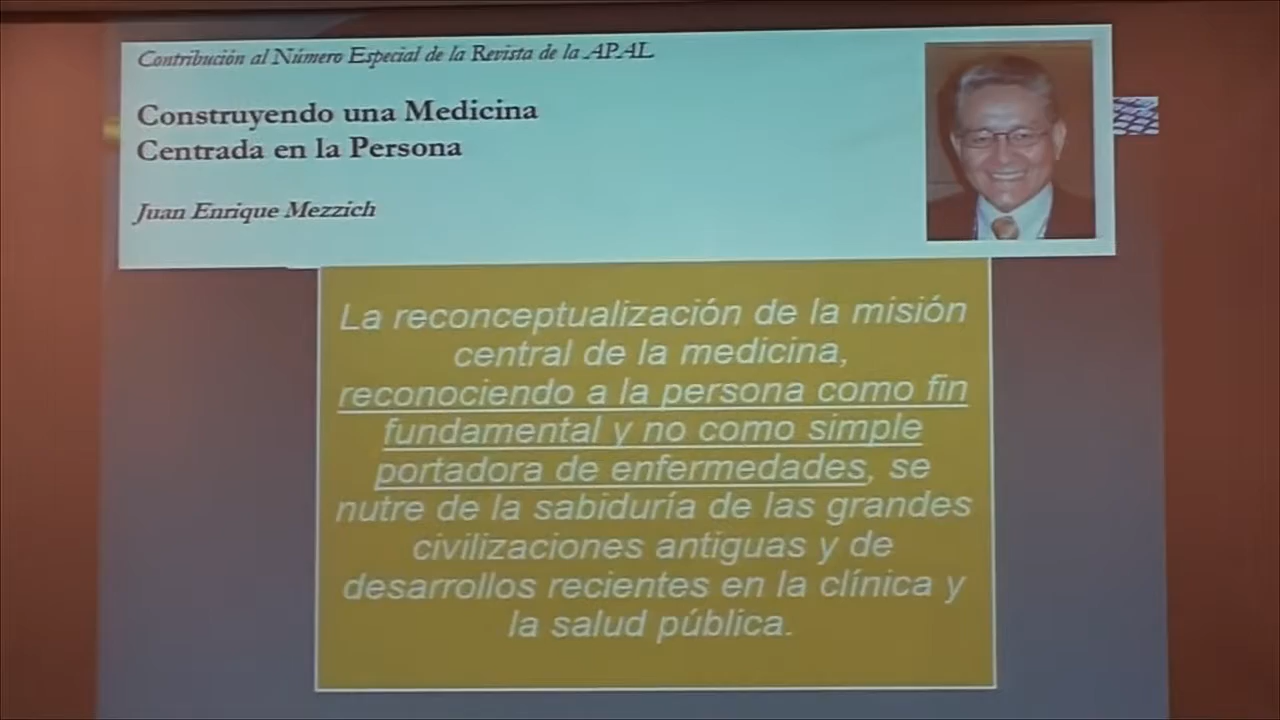 Contribución al Número Especial de la Revista de la APAL
Construyendo una Medicina
Centrada en la Persona
Juan Enrique Mezzich
La reconceptualización de la misión
central de la medicina,
reconociendo a la persona como fin
fundamental y no como simple
portadora de enfermedades, se
nutre de la sabiduría de las grandes
civilizaciones antiguas y de
desarrollos recientes en la clínica y
la salud pública.